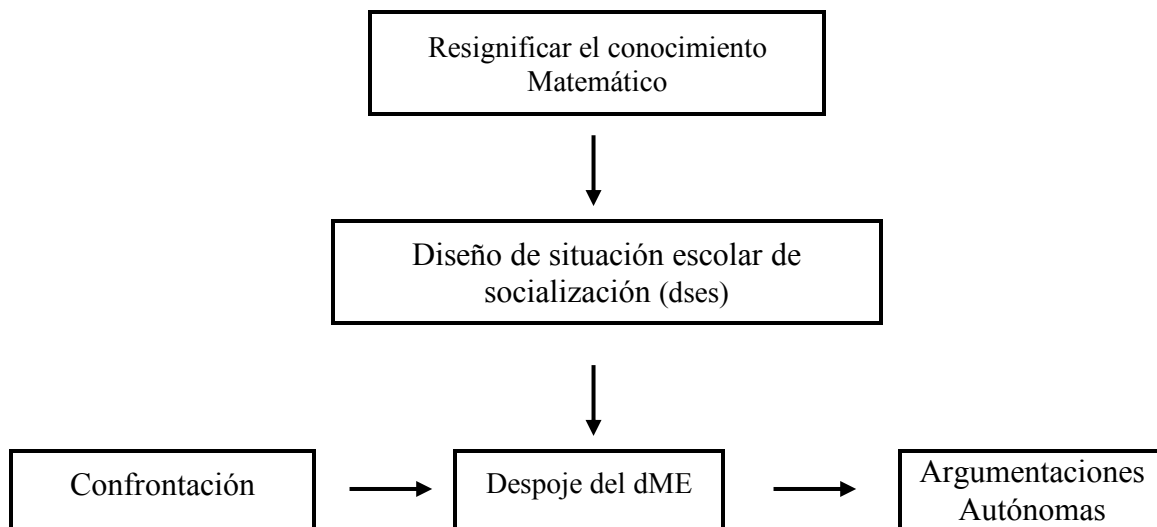 Resignificar el conocimiento
Matemático
Diseño de situación escolar de
socialización (dses)
Confrontación
Despoje del dME
Argumentaciones
Autónomas